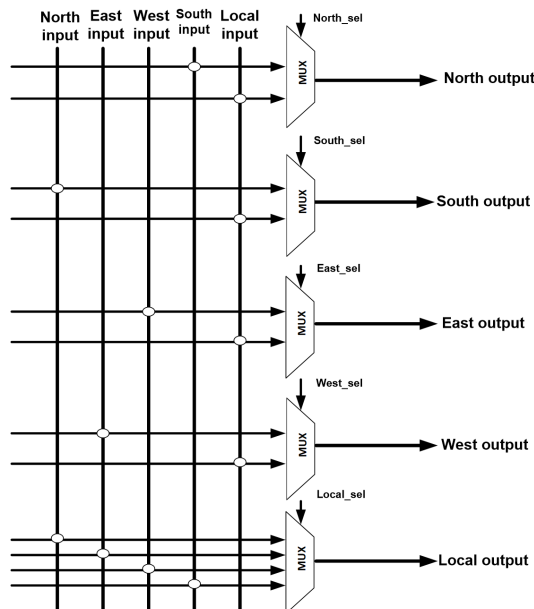 North East West South Local
input input input input input
North_sel
MUX
North output
South_sel
MUX
South output
East_sel
MUX
East output
West_sel
MUX
West output
Local_sel
MUX
Local output